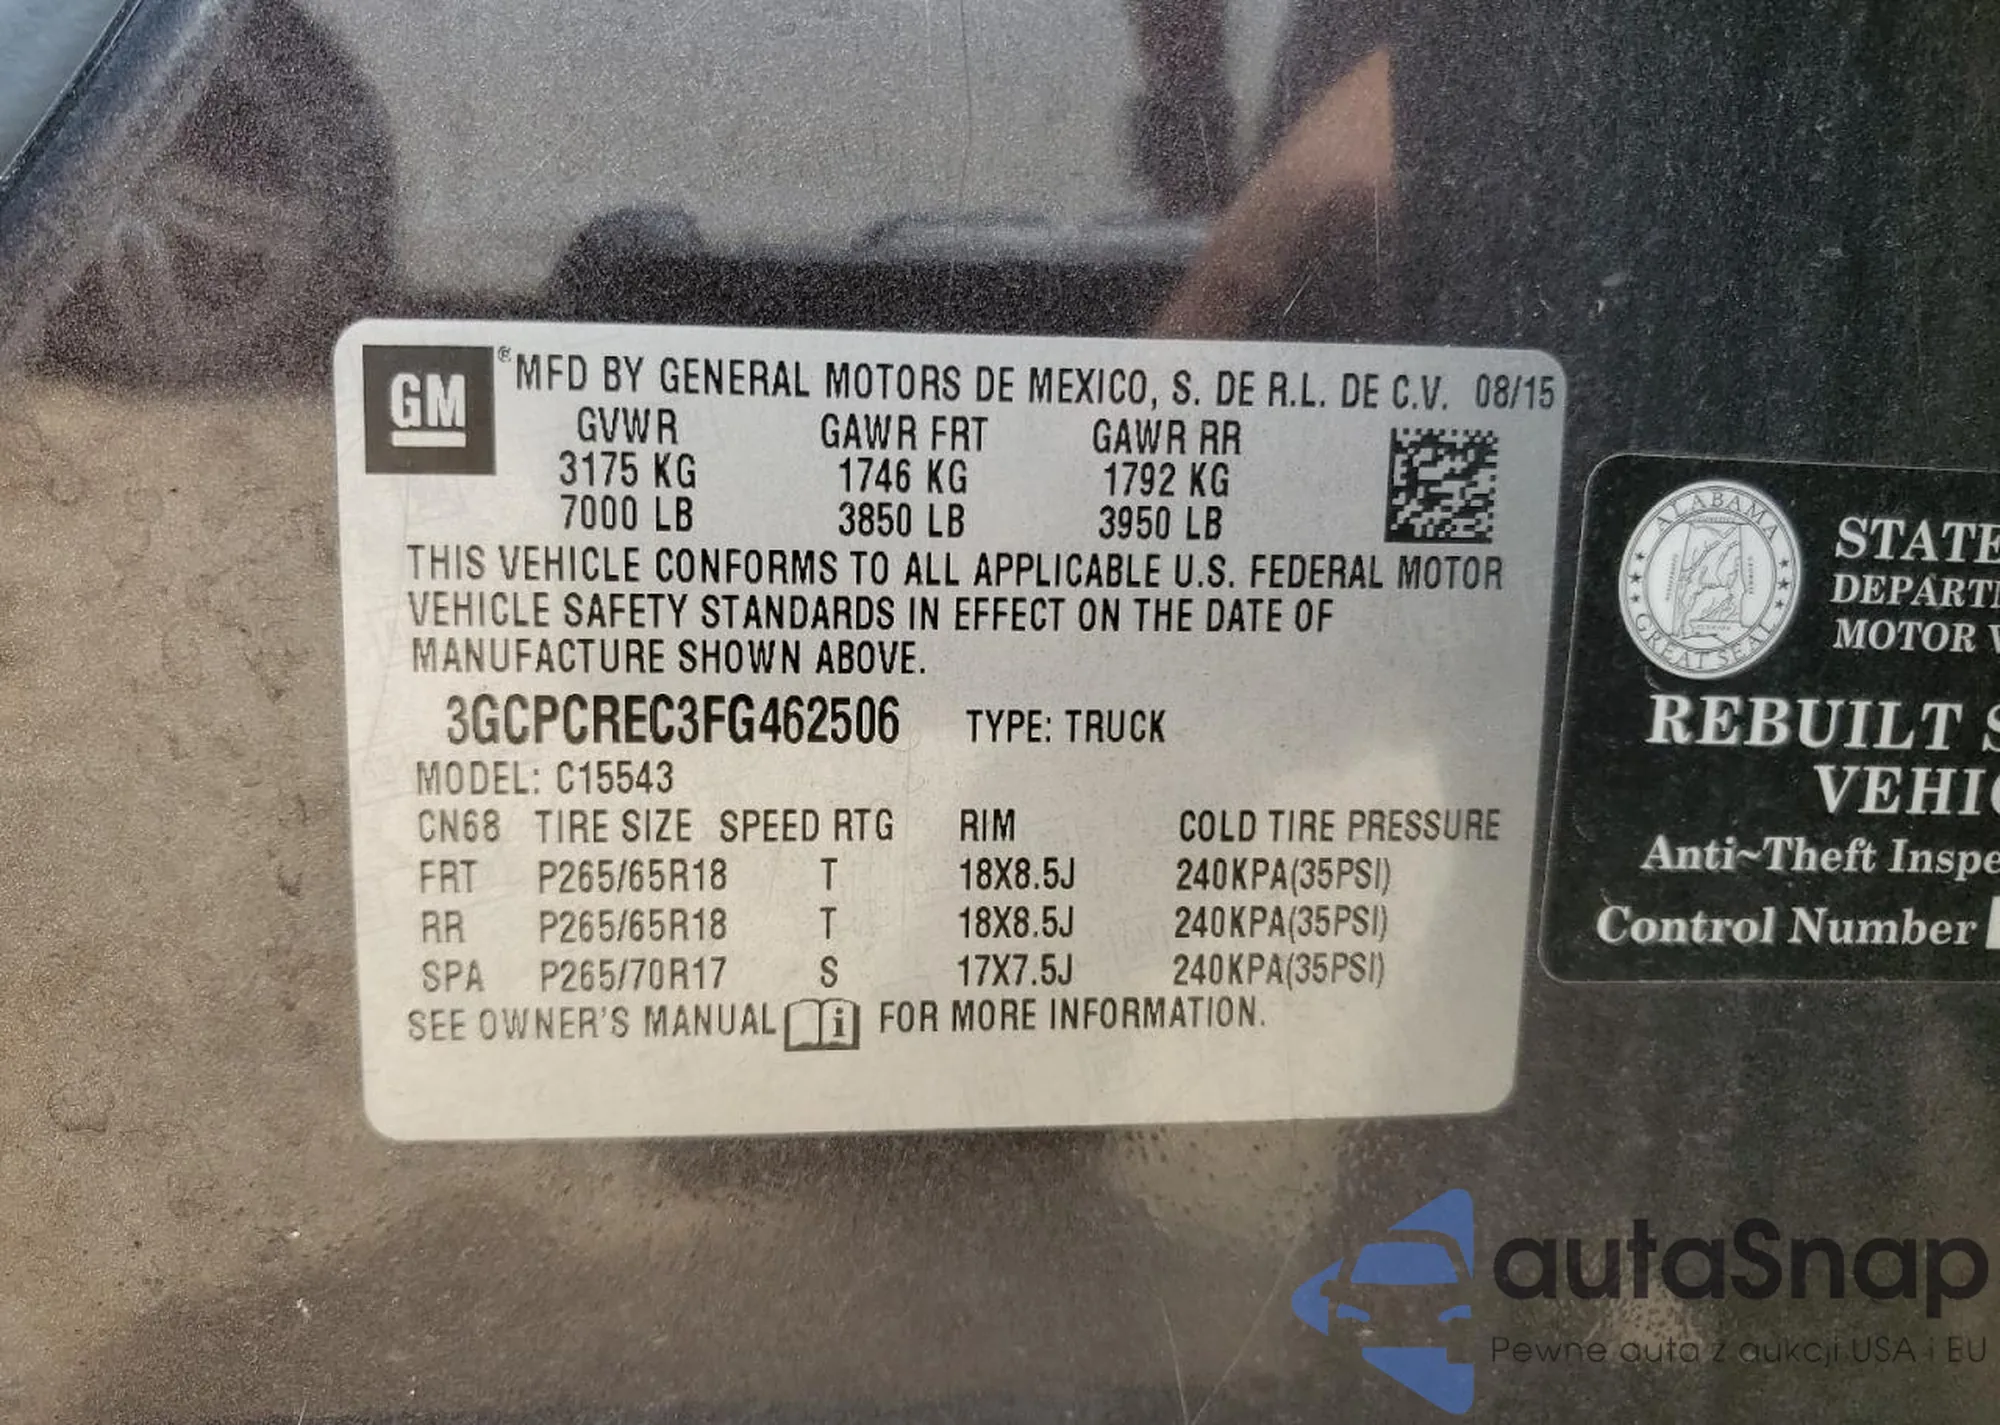 GM ® MFD BY GENERAL MOTORS DE MEXICO, S. DE R.L. DE C.V. 08/15
GVWR GAWR FRT GAWR RR
3175 KG 1746 KG 1792 KG
7000 LB 3850 LB 3950 LB
THIS VEHICLE CONFORMS TO ALL APPLICABLE U.S. FEDERAL MOTOR
VEHICLE SAFETY STANDARDS IN EFFECT ON THE DATE OF
MANUFACTURE SHOWN ABOVE.
3GCPCREC3FG462506 TYPE: TRUCK
MODEL: C15543
CN68 TIRE SIZE SPEED RTG RIM COLD TIRE PRESSURE
FRT P265/65R18 T 18X8.5J 240KPA(35PSI)
RR P265/65R18 T 18X8.5J 240KPA(35PSI)
SPA P265/70R17 S 17X7.5J 240KPA(35PSI)
SEE OWNER'S MANUAL i FOR MORE INFORMATION.
ALABAMA
GREAT SEAL
STATE
DEPARTM
MOTOR V
REBUILT S
VEHIC
Anti~Theft Inspe
Control Number
autaSnap
Pewne auta z aukcji USA i EU